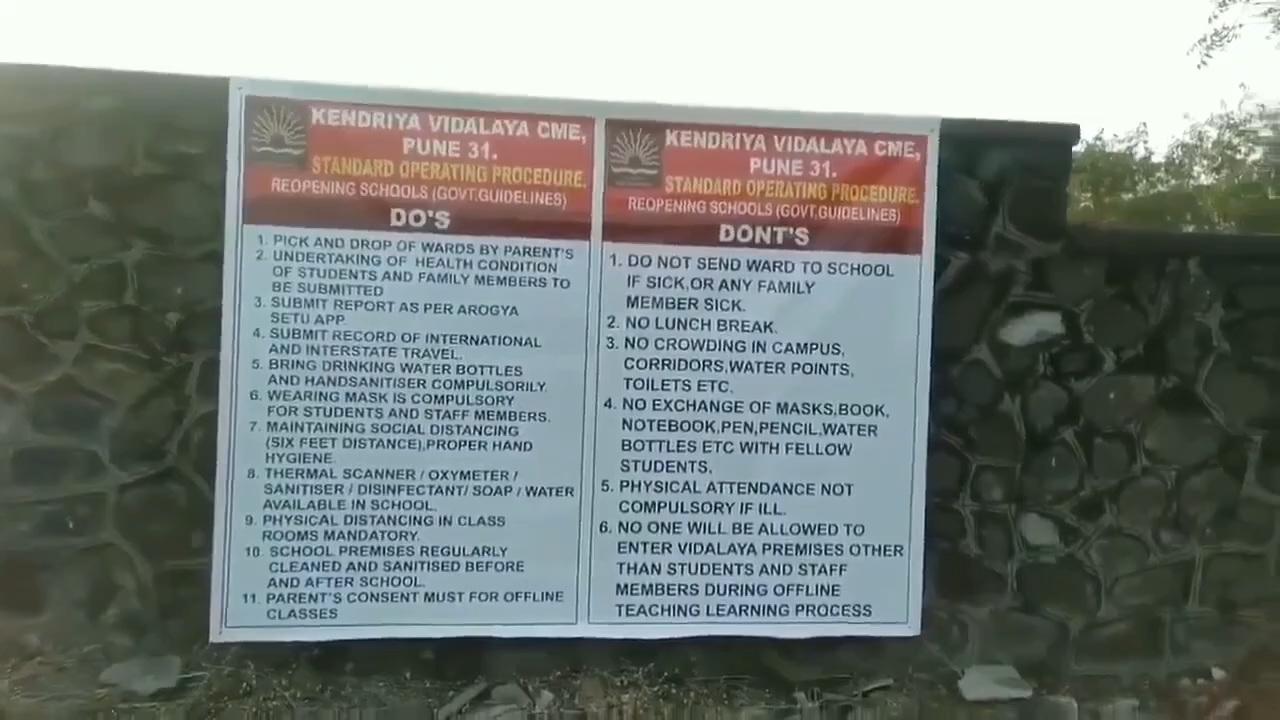 KENDRIYA VIDALAYA CME,
PUNE 31.
STANDARD OPERATING PROCEDURE.
REOPENING SCHOOLS (GOVT.GUIDELINES)
DO'S
1. PICK AND DROP OF WARDS BY PARENT'S
2. UNDERTAKING OF HEALTH CONDITION
OF STUDENTS AND FAMILY MEMBERS TO
BE SUBMITTED
3. SUBMIT REPORT AS PER AROGYA
SETU APP.
4. SUBMIT RECORD OF INTERNATIONAL
AND INTERSTATE TRAVEL.
5. BRING DRINKING WATER BOTTLES
AND HANDSANITISER COMPULSORILY.
6. WEARING MASK IS COMPULSORY
FOR STUDENTS AND STAFF MEMBERS.
7. MAINTAINING SOCIAL DISTANCING
(SIX FEET DISTANCE),PROPER HAND
HYGIENE.
8. THERMAL SCANNER / OXYMETER /
SANITISER / DISINFECTANT/ SOAP / WATER
AVAILABLE IN SCHOOL.
9. PHYSICAL DISTANCING IN CLASS
ROOMS MANDATORY.
10. SCHOOL PREMISES REGULARLY
CLEANED AND SANITISED BEFORE
AND AFTER SCHOOL.
11. PARENT'S CONSENT MUST FOR OFFLINE
CLASSES
KENDRIYA VIDALAYA CME,
PUNE 31.
STANDARD OPERATING PROCEDURE.
REOPENING SCHOOLS (GOVT.GUIDELINES)
DONT'S
1. DO NOT SEND WARD TO SCHOOL
IF SICK,OR ANY FAMILY
MEMBER SICK.
2. NO LUNCH BREAK.
3. NO CROWDING IN CAMPUS,
CORRIDORS,WATER POINTS,
TOILETS ETC.
4. NO EXCHANGE OF MASKS,BOOK,
NOTEBOOK,PEN,PENCIL,WATER
BOTTLES ETC WITH FELLOW
STUDENTS.
5. PHYSICAL ATTENDANCE NOT
COMPULSORY IF ILL.
6. NO ONE WILL BE ALLOWED TO
ENTER VIDALAYA PREMISES OTHER
THAN STUDENTS AND STAFF
MEMBERS DURING OFFLINE
TEACHING LEARNING PROCESS